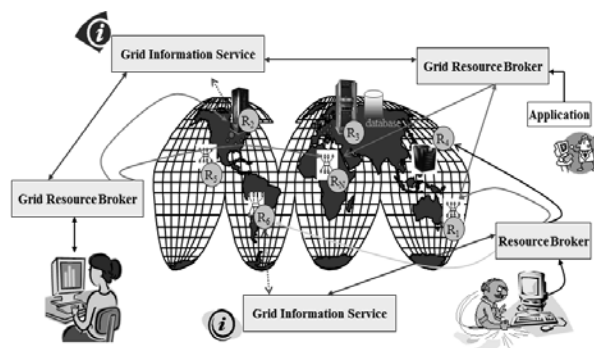 Grid Information Service
Grid Resource Broker
Application
R2
R3
database
R4
R5
RN
Grid Resource Broker
R6
R1
Resource Broker
Grid Information Service